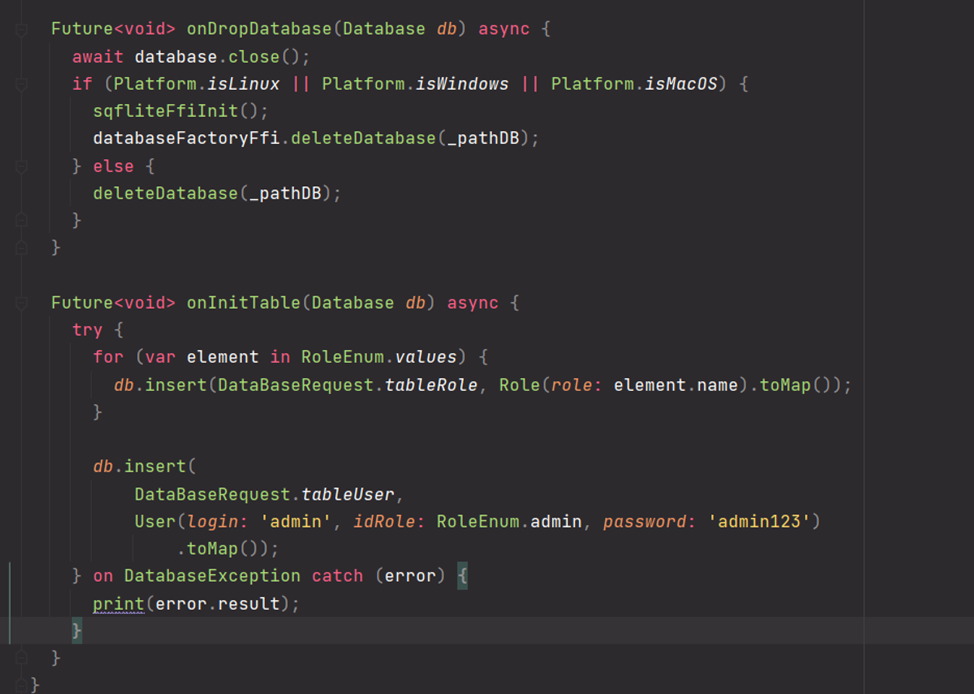 Future<void> onDropDatabase(Database db) async {
await database.close();
if (Platform.isLinux || Platform.isWindows || Platform.isMacOS) {
sqfliteFfiInit();
databaseFactoryFfi.deleteDatabase(_pathDB);
} else {
deleteDatabase(_pathDB);
}
}
Future<void> onInitTable(Database db) async {
try {
for (var element in RoleEnum.values) {
db.insert(DataBaseRequest.tableRole, Role(role: element.name).toMap());
}
db.insert(
DataBaseRequest.tableUser,
User(login: 'admin', idRole: RoleEnum.admin, password: 'admin123')
.toMap());
} on DatabaseException catch (error) {
print(error.result);
}
}
}